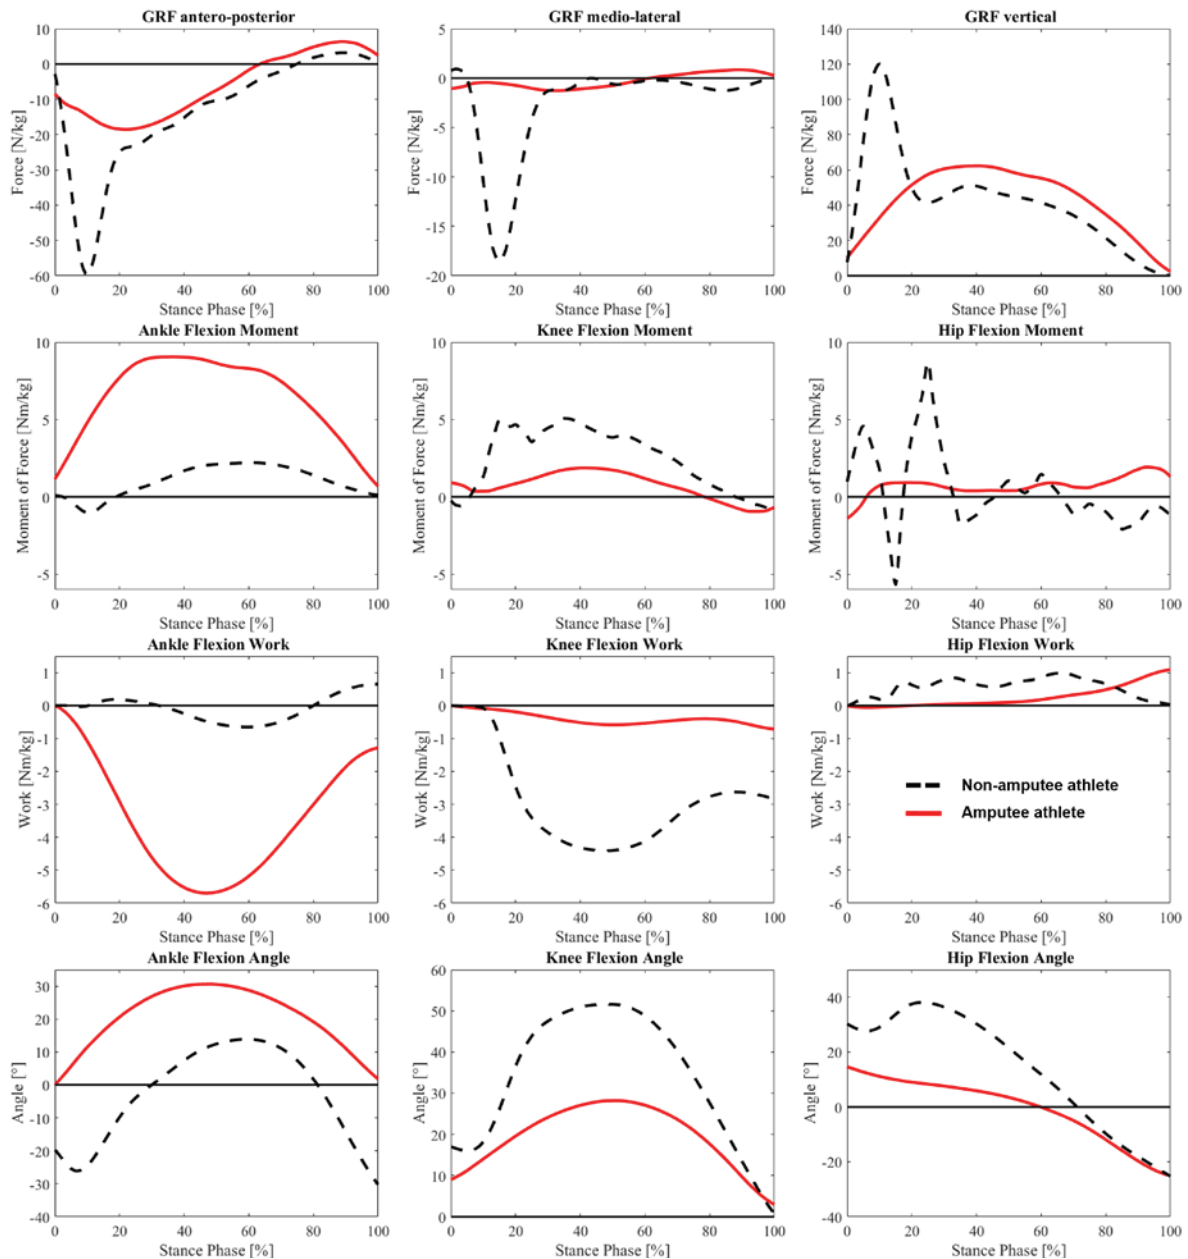 GRF antero-posterior
GRF medio-lateral
GRF vertical
Force [N/kg]
10
0
-10
-20
-30
-40
-50
-60
0 20 40 60 80 100
Stance Phase [%]
Force [N/kg]
5
0
-5
-10
-15
-20
0 20 40 60 80 100
Stance Phase [%]
Force [N/kg]
140
120
100
80
60
40
20
0
0 20 40 60 80 100
Stance Phase [%]
Ankle Flexion Moment
Knee Flexion Moment
Hip Flexion Moment
Moment of Force [Nm/kg]
10
5
0
-5
0 20 40 60 80 100
Stance Phase [%]
Moment of Force [Nm/kg]
10
5
0
-5
0 20 40 60 80 100
Stance Phase [%]
Moment of Force [Nm/kg]
10
5
0
-5
0 20 40 60 80 100
Stance Phase [%]
Ankle Flexion Work
Knee Flexion Work
Hip Flexion Work
Work [Nm/kg]
1
0
-1
-2
-3
-4
-5
-6
0 20 40 60 80 100
Stance Phase [%]
Work [Nm/kg]
1
0
-1
-2
-3
-4
-5
-6
0 20 40 60 80 100
Stance Phase [%]
Work [Nm/kg]
1
0
-1
-2
-3
-4
-5
-6
0 20 40 60 80 100
Stance Phase [%]
Non-amputee athlete
Amputee athlete
Ankle Flexion Angle
Knee Flexion Angle
Hip Flexion Angle
Angle [°]
30
20
10
0
-10
-20
-30
-40
0 20 40 60 80 100
Stance Phase [%]
Angle [°]
60
50
40
30
20
10
0
0 20 40 60 80 100
Stance Phase [%]
Angle [°]
40
20
0
-20
-40
0 20 40 60 80 100
Stance Phase [%]